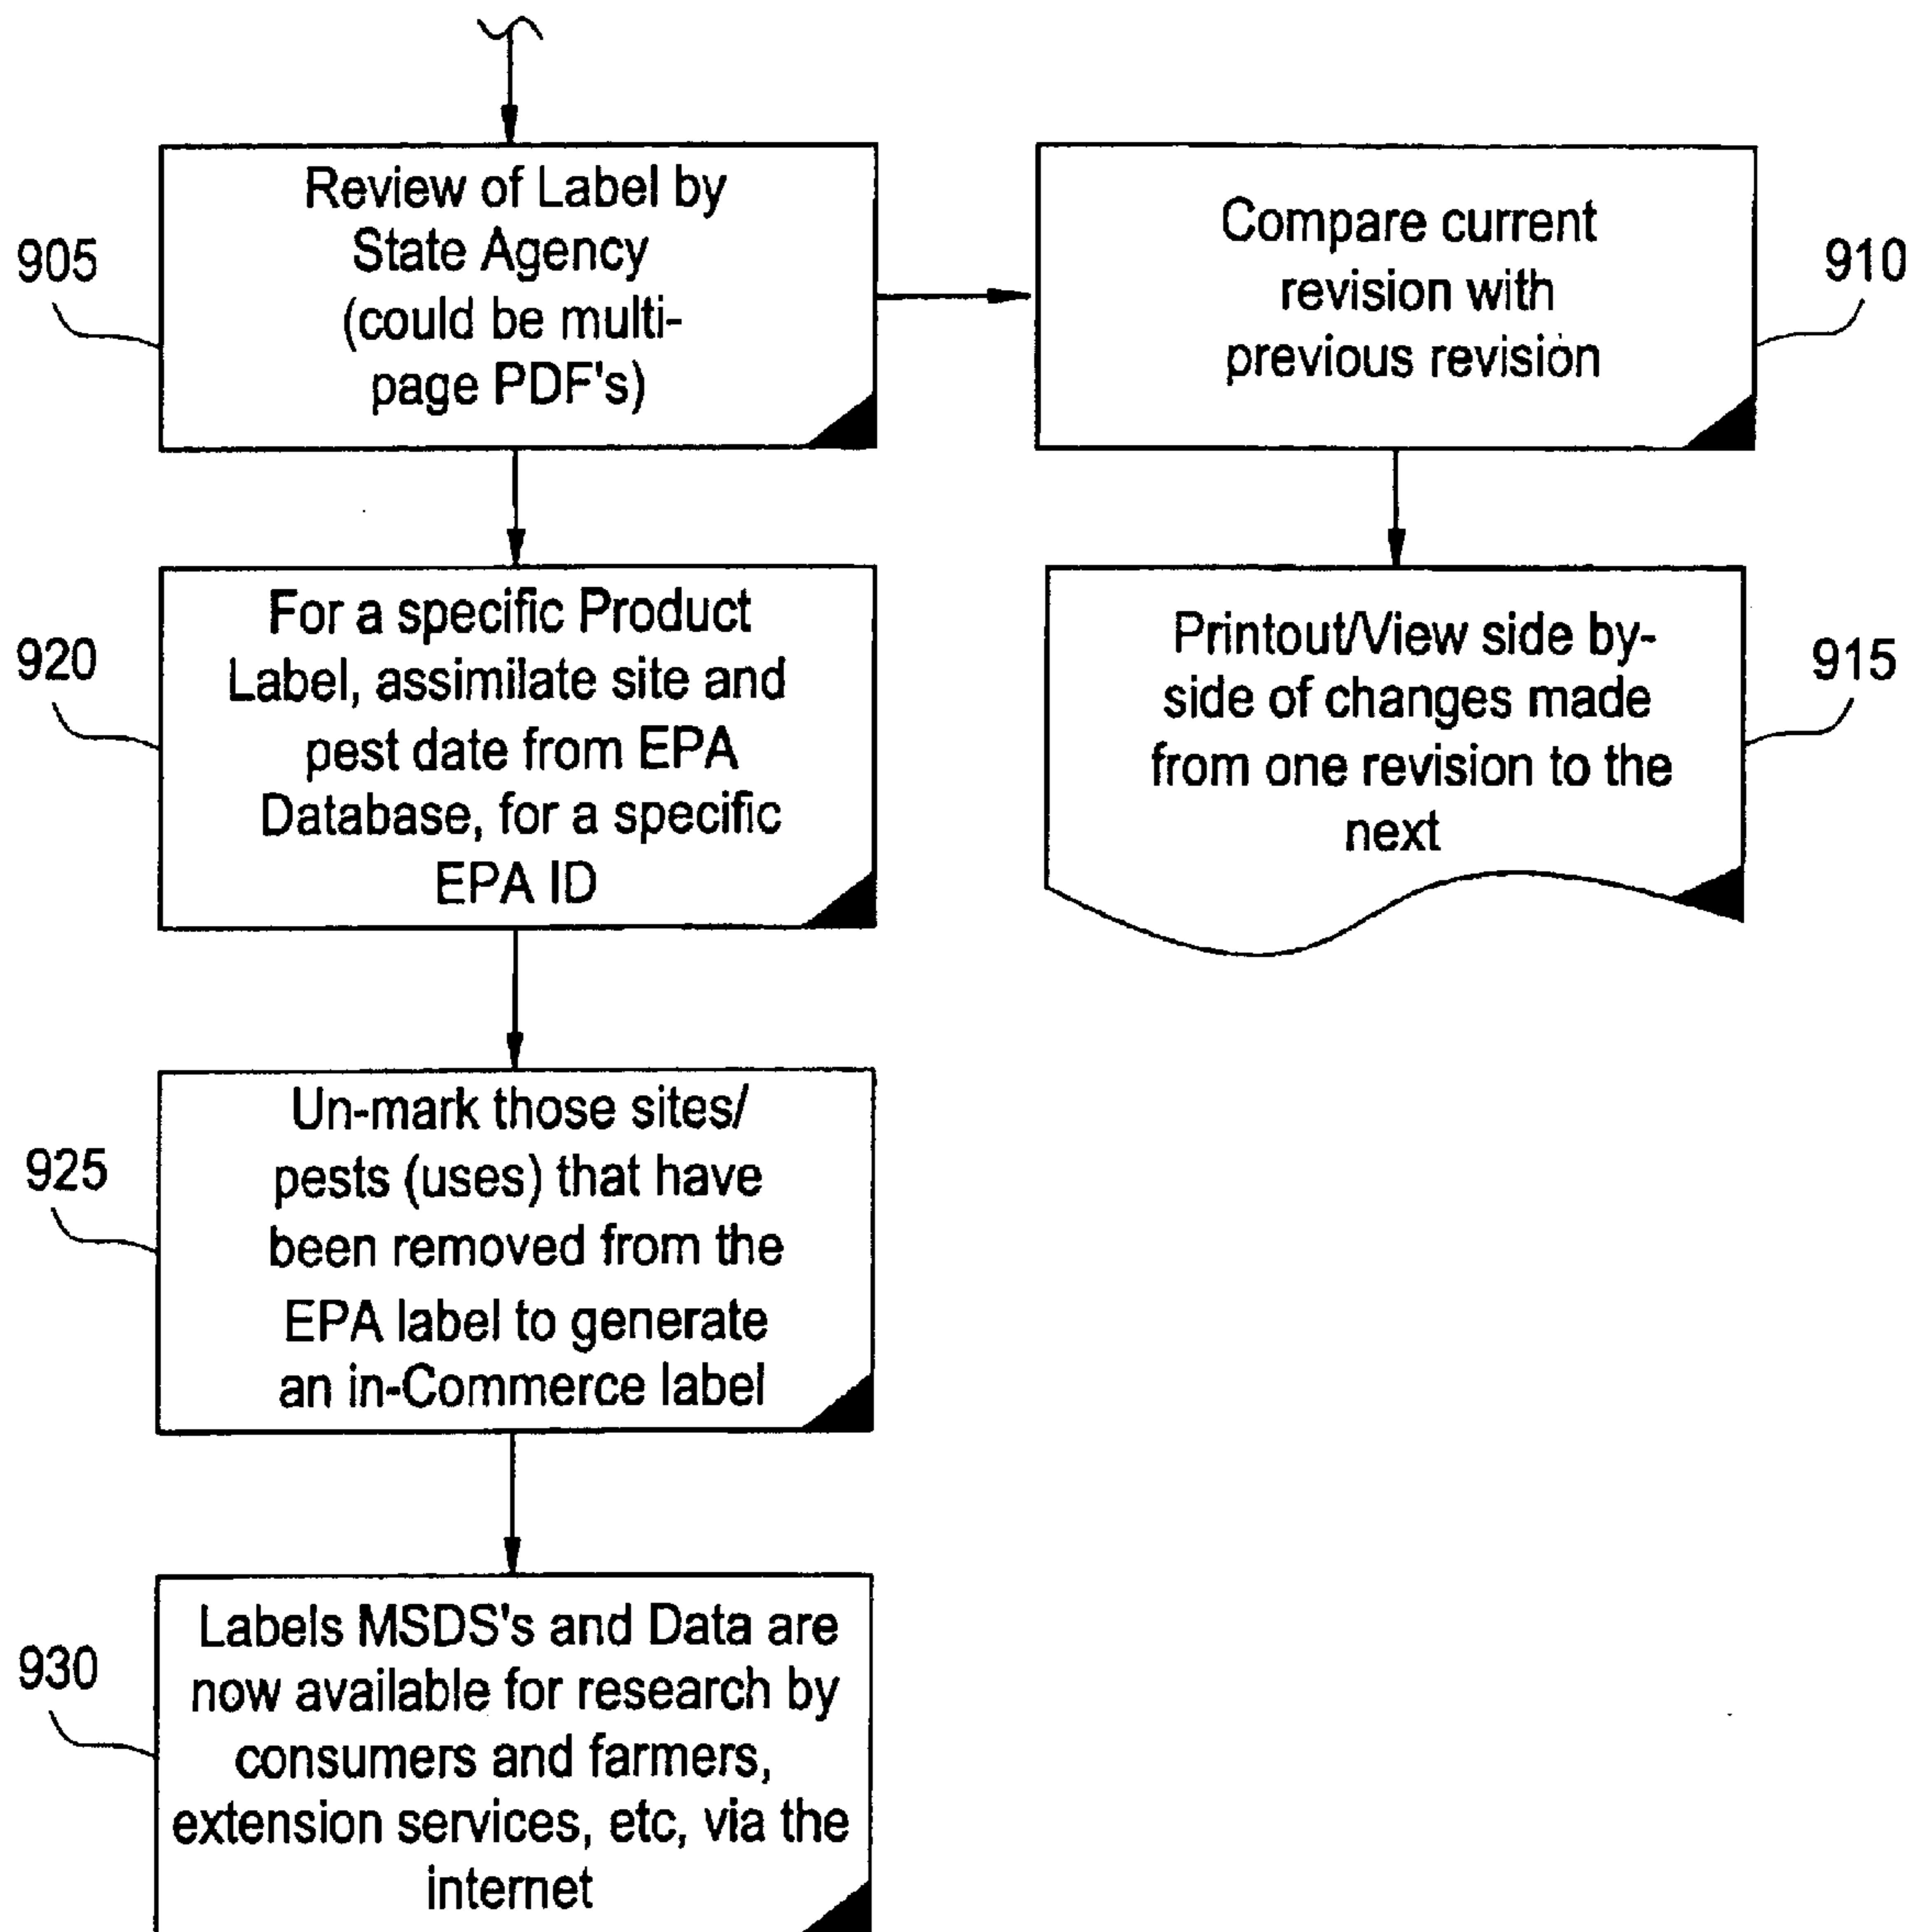 905
Review of Label by
State Agency
(could be multi-
page PDF's)
Compare current
revision with
previous revision
910
920
For a specific Product
Label, assimilate site and
pest date from EPA
Database, for a specific
EPA ID
Printout/View side by-
side of changes made
from one revision to the
next
915
925
Un-mark those sites/
pests (uses) that have
been removed from the
EPA label to generate
an in-Commerce label
930
Labels MSDS's and Data are
now available for research by
consumers and farmers,
extension services, etc, via the
internet